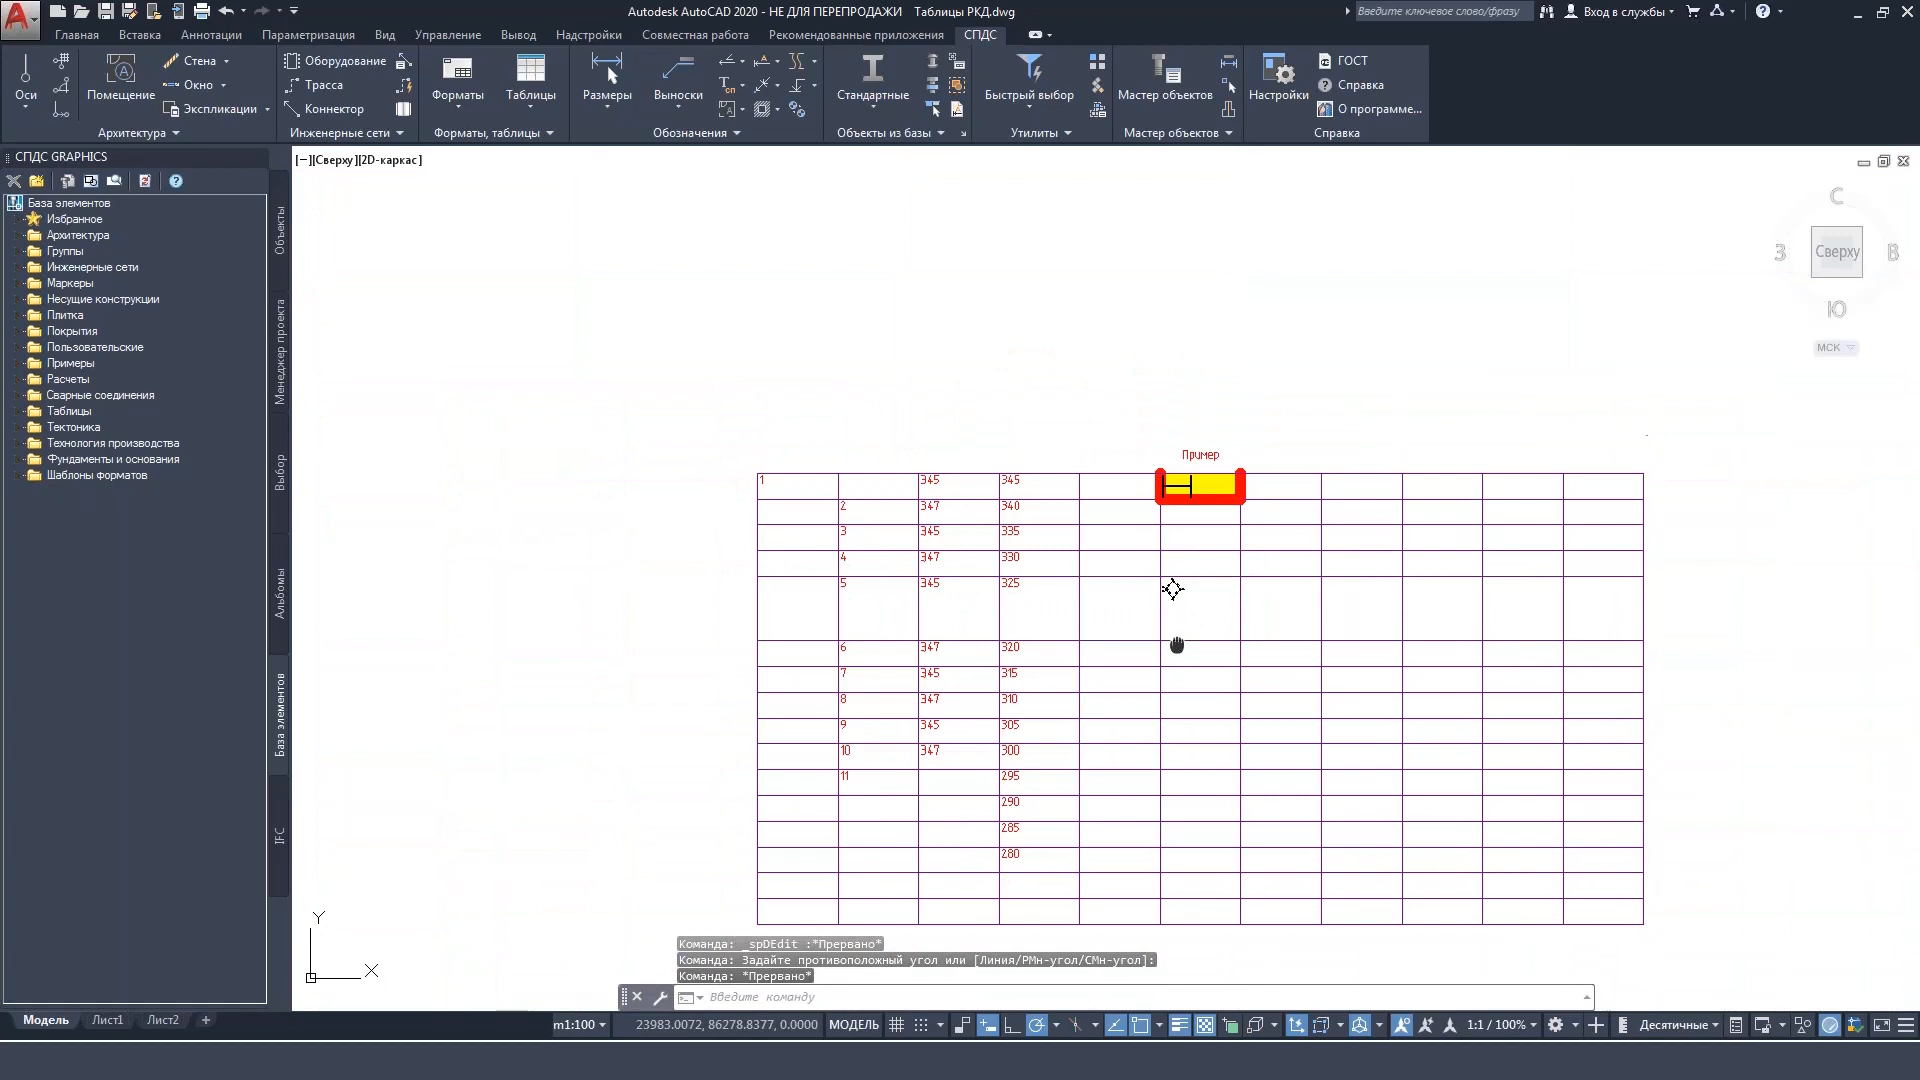 Autodesk AutoCAD 2020 - НЕ ДЛЯ ПЕРЕПРОДАЖИ Таблицы РКД.dwg
Введите ключевое слово/фразу
Вход в службы
Главная Вставка Аннотации Параметризация Вид Управление Вывод Надстройки Совместная работа Рекомендованные приложения СПДС
Оси
Помещение
Стена
Окно
Экспликации
Оборудование
Трасса
Коннектор
Форматы
Таблицы
Размеры
Выноски
Стандартные
Быстрый выбор
Мастер объектов
Настройки
ГОСТ
Справка
О программе...
Архитектура
Инженерные сети
Форматы, таблицы
Обозначения
Объекты из базы
Утилиты
Мастер объектов
Справка
СПДС GRAPHICS
База элементов
Избранное
Архитектура
Группы
Инженерные сети
Маркеры
Несущие конструкции
Плитка
Покрытия
Пользовательские
Примеры
Расчеты
Сварные соединения
Таблицы
Тектоника
Технология производства
Фундаменты и основания
Шаблоны форматов
Объекты
Менеджер проекта
Выбор
Альбомы
База элементов
IFC
[−][Сверху][2D-каркас]
С
З
Сверху
В
Ю
МСК
Пример
1 345 345
2 347 340
3 345 335
4 347 330
5 345 325
6 347 320
7 345 315
8 347 310
9 345 305
10 347 300
11 295
290
285
280
Y
X
Команда: _spDEdit :*Прервано*
Команда: Задайте противоположный угол или [Линия/РМн-угол/СМн-угол]:
Команда: *Прервано*
Введите команду
Модель Лист1 Лист2 +
m1:100
23983.0072, 86278.8377, 0.0000
МОДЕЛЬ
1:1 / 100%
Десятичные